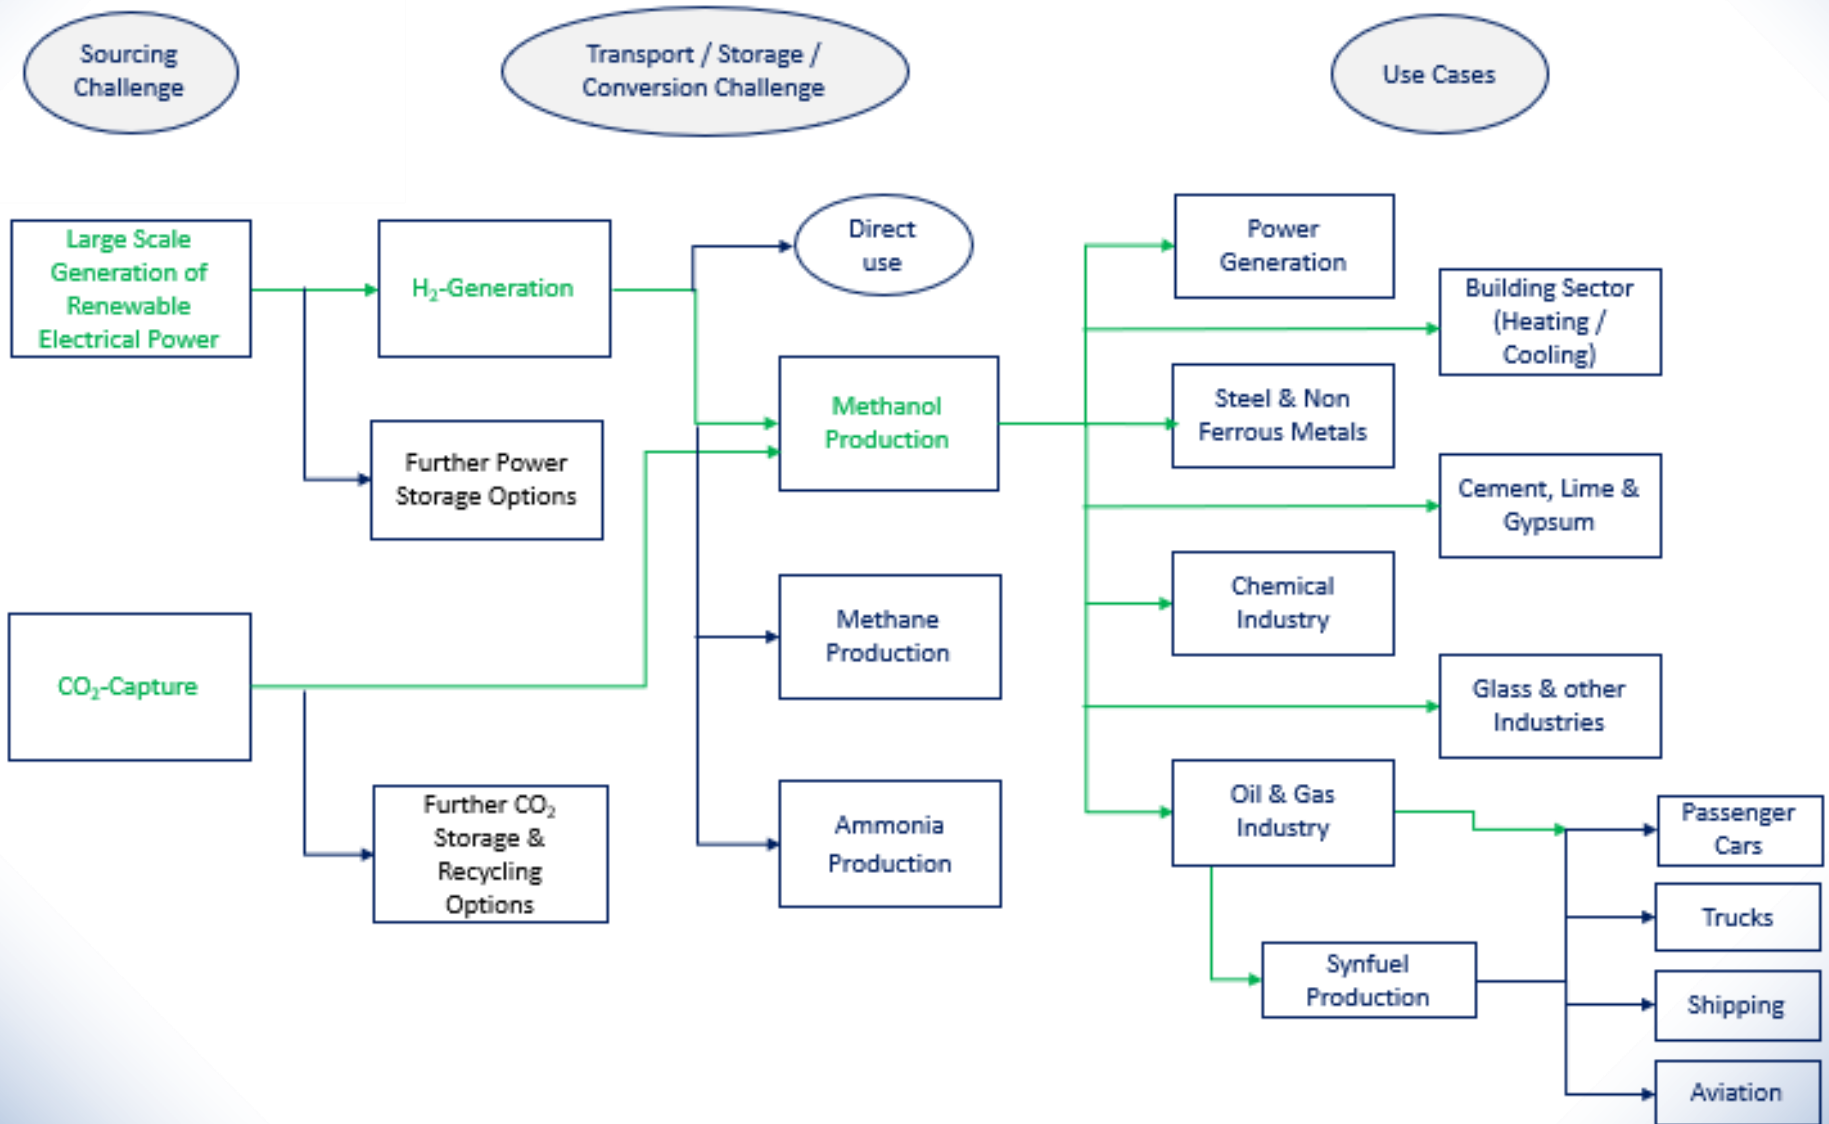 Sourcing
Challenge
Transport / Storage /
Conversion Challenge
Use Cases
Large Scale
Generation of
Renewable
Electrical Power
H₂-Generation
Direct
use
Power
Generation
Building Sector
(Heating /
Cooling)
Methanol
Production
Steel & Non
Ferrous Metals
Further Power
Storage Options
Cement, Lime &
Gypsum
Methane
Production
Chemical
Industry
CO₂-Capture
Glass & other
Industries
Further CO₂
Storage &
Recycling
Options
Ammonia
Production
Oil & Gas
Industry
Passenger
Cars
Trucks
Synfuel
Production
Shipping
Aviation